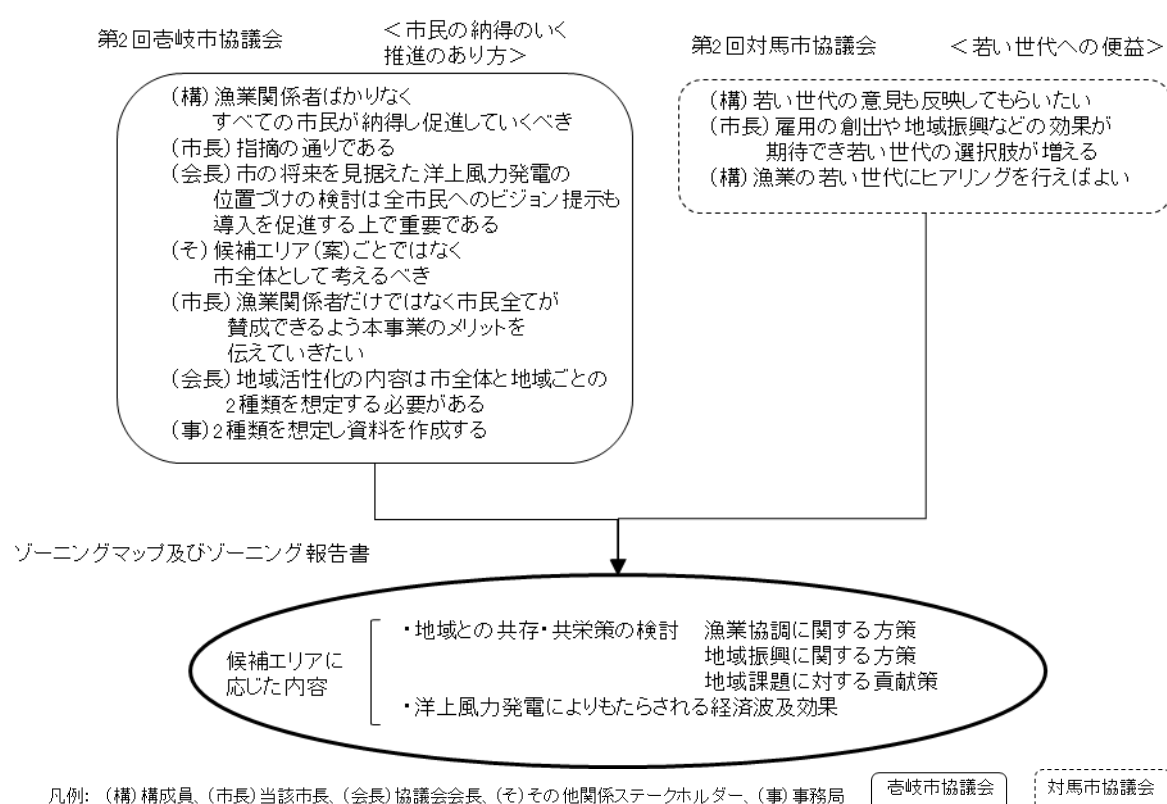 第2回壱岐市協議会
＜市民の納得のいく
推進のあり方＞
(構)漁業関係者ばかりなく
すべての市民が納得し促進していくべき
(市長)指摘の通りである
(会長)市の将来を見据えた洋上風力発電の
位置づけの検討は全市民へのビジョン提示も
導入を促進する上で重要である
(そ)候補エリア(案)ごとではなく
市全体として考えるべき
(市長)漁業関係者だけではなく市民全てが
賛成できるよう本事業のメリットを
伝えていきたい
(会長)地域活性化の内容は市全体と地域ごとの
2種類を想定する必要がある
(事)2種類を想定し資料を作成する
第2回対馬市協議会
＜若い世代への便益＞
(構)若い世代の意見も反映してもらいたい
(市長)雇用の創出や地域振興などの効果が
期待でき若い世代の選択肢が増える
(構)漁業の若い世代にヒアリングを行えばよい
ゾーニングマップ及びゾーニング報告書
候補エリアに
応じた内容
・地域との共存・共栄策の検討 漁業協調に関する方策
地域振興に関する方策
地域課題に対する貢献策
・洋上風力発電によりもたらされる経済波及効果
凡例: (構)構成員、(市長)当該市長、(会長)協議会会長、(そ)その他関係ステークホルダー、(事)事務局
壱岐市協議会
対馬市協議会